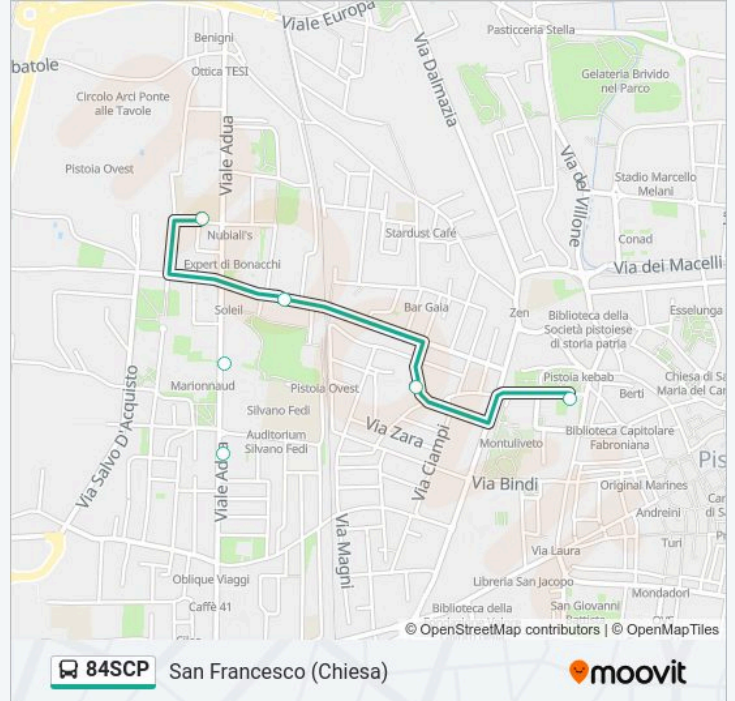 Viale Europa
Benigni
Pasticceria Stella
batole
Ottica TESI
Via Dalmazia
Gelateria Brivido
nel Parco
Circolo Arci Ponte
alle Tavole
Viale Adua
Pistoia Ovest
Via del Villone
Stadio Marcello
Melani
Nubiali's
Stardust Café
Conad
Expert di Bonacchi
Via dei Macelli
Soleil
Bar Gaia
Zen
Biblioteca della
Società pistoiese
di storia patria
Esselunga
Marionnaud
Pistoia Ovest
Pistoia kebab
Chiesa di Sa
Maria del Car
Berti
Via Salvo D'Acquisto
Silvano Fedi
Auditorium
Silvano Fedi
Via Zara
Via Ciampi
Montuliveto
Biblioteca Capitolare
Fabroniana
Pis
Viale Adua
Via Bindi
Original Marines
Car
di S
Andreini
Via Magni
Turi
Via Laura
Oblique Viaggi
Libreria San Jacopo
Mondadori
Caffè 41
Biblioteca della
San Giovanni
© OpenStreetMap contributors | © OpenMapTiles
84SCP San Francesco (Chiesa)
moovit